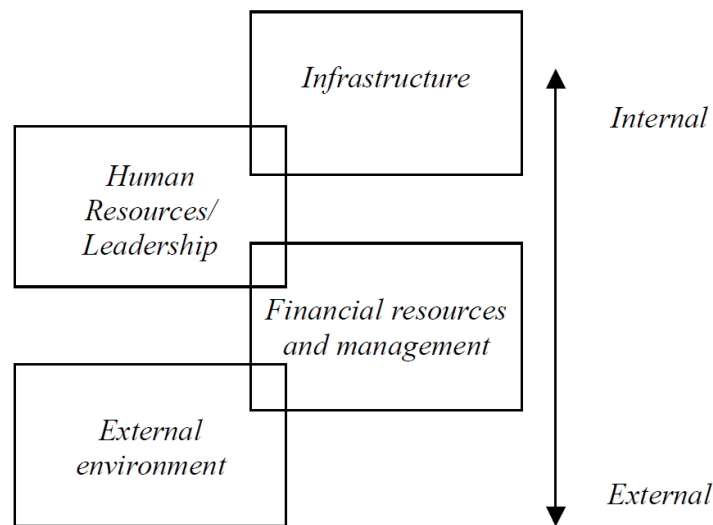 Infrastructure
Internal
Human
Resources/
Leadership
Financial resources
and management
External
environment
External